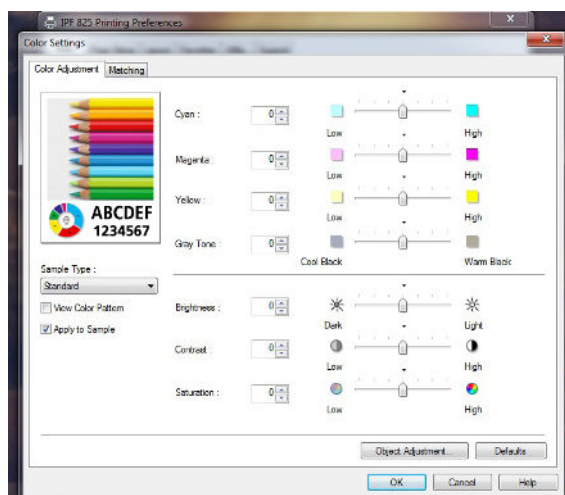 IPF 825 Printing Preferences
Color Settings
Color Adjustment Matching
Cyan : 0
Low High
Magenta : 0
Low High
Yellow : 0
Low High
Gray Tone : 0
Cool Black Warm Black
ABCDEF
1234567
Sample Type :
Standard
View Color Pattern
Apply to Sample
Brightness : 0
Dark Light
Contrast : 0
Low High
Saturation : 0
Low High
Object Adjustment... Defaults
OK Cancel Help